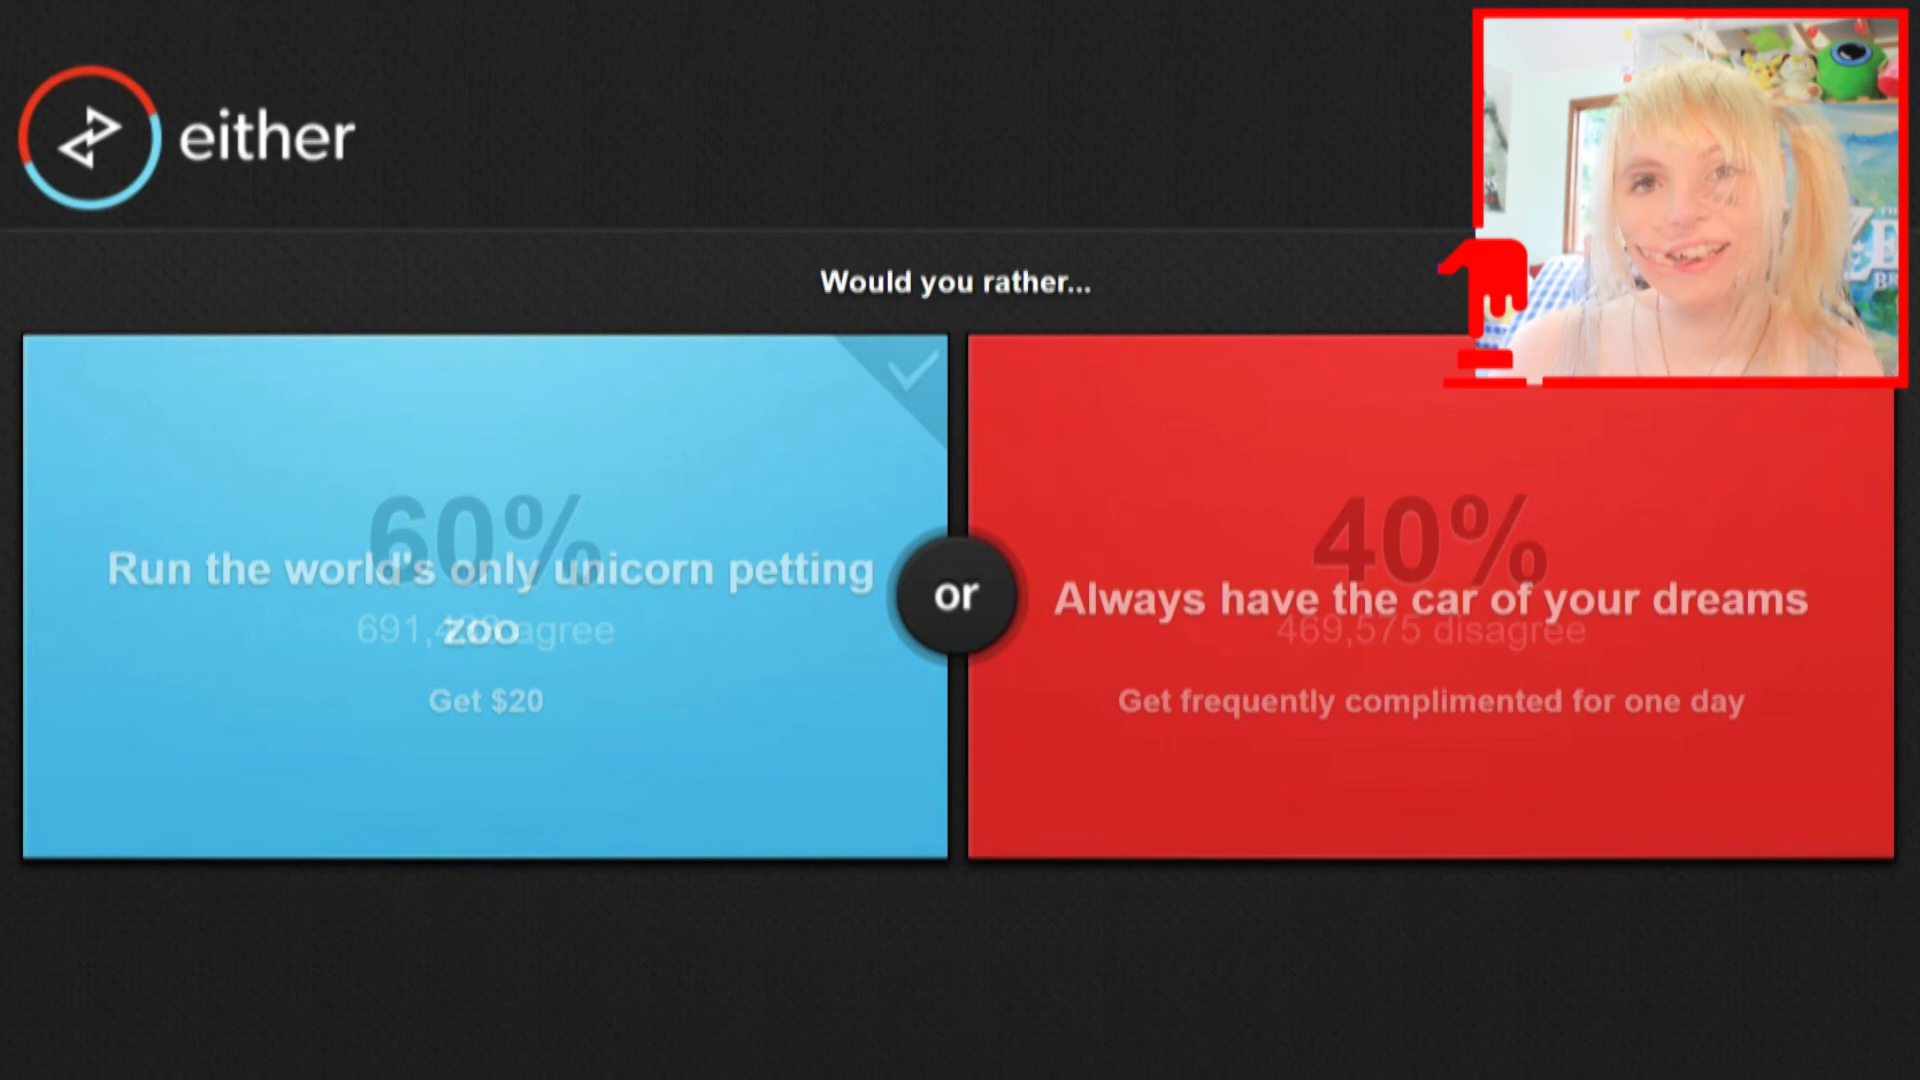 either
Would you rather...
60%
Run the world's only unicorn petting
zoo
agree
Get $20
or
40%
Always have the car of your dreams
469,575 disagree
Get frequently complimented for one day